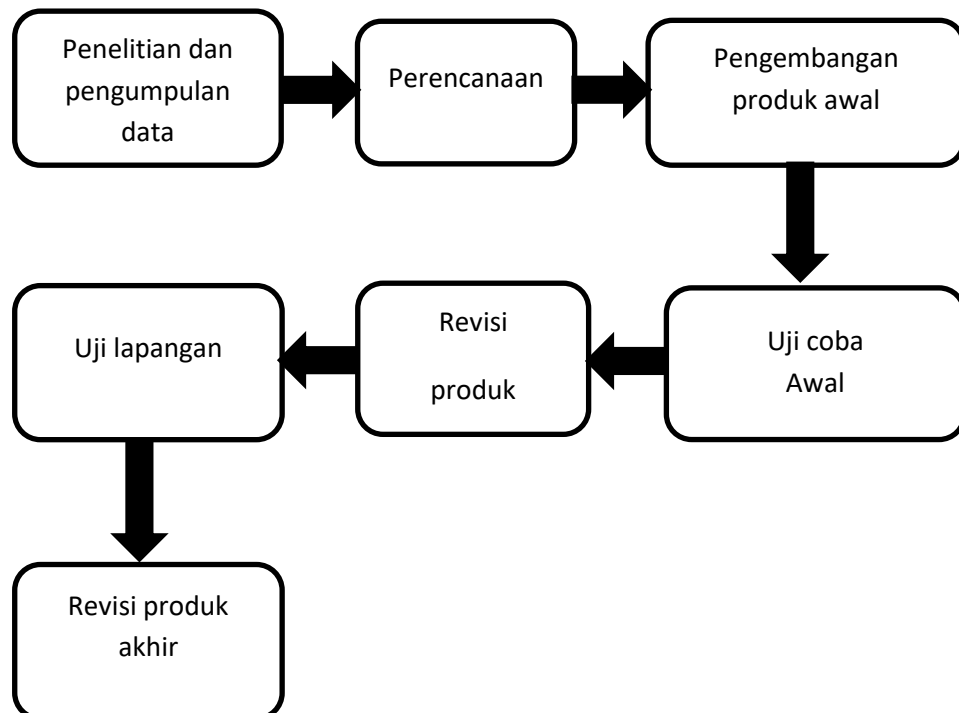 Penelitian dan
pengumpulan
data
Perencanaan
Pengembangan
produk awal
Uji coba
Awal
Revisi
produk
Uji lapangan
Revisi produk
akhir